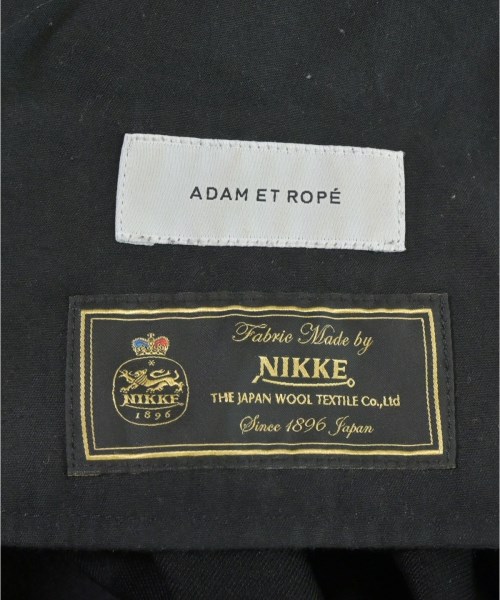 ADAM ET ROPÉ
Fabric Made by
NIKKE
THE JAPAN WOOL TEXTILE Co.,Ltd
Since 1896 Japan
NIKKE
1896